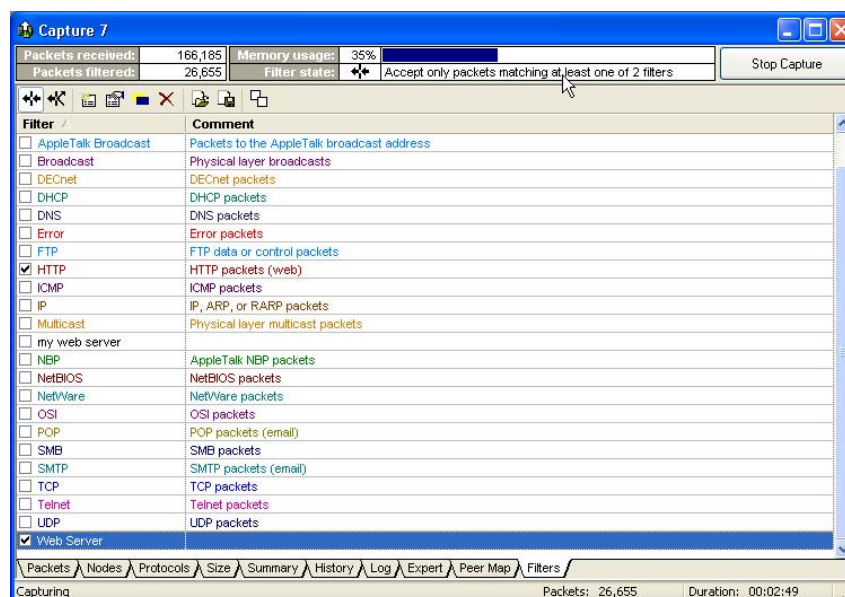 Capture 7
Packets received: 166,185 Memory usage: 35%
Packets filtered: 26,655 Filter state: Accept only packets matching at least one of 2 filters
Stop Capture
Filter Comment
AppleTalk Broadcast Packets to the AppleTalk broadcast address
Broadcast Physical layer broadcasts
DECnet DECnet packets
DHCP DHCP packets
DNS DNS packets
Error Error packets
FTP FTP data or control packets
HTTP HTTP packets (web)
ICMP ICMP packets
IP IP, ARP, or RARP packets
Multicast Physical layer multicast packets
my web server
NBP AppleTalk NBP packets
NetBIOS NetBIOS packets
NetWare NetWare packets
OSI OSI packets
POP POP packets (email)
SMB SMB packets
SMTP SMTP packets (email)
TCP TCP packets
Telnet Telnet packets
UDP UDP packets
Web Server
Packets Nodes Protocols Size Summary History Log Expert Peer Map Filters
Capturing Packets: 26,655 Duration: 00:02:49